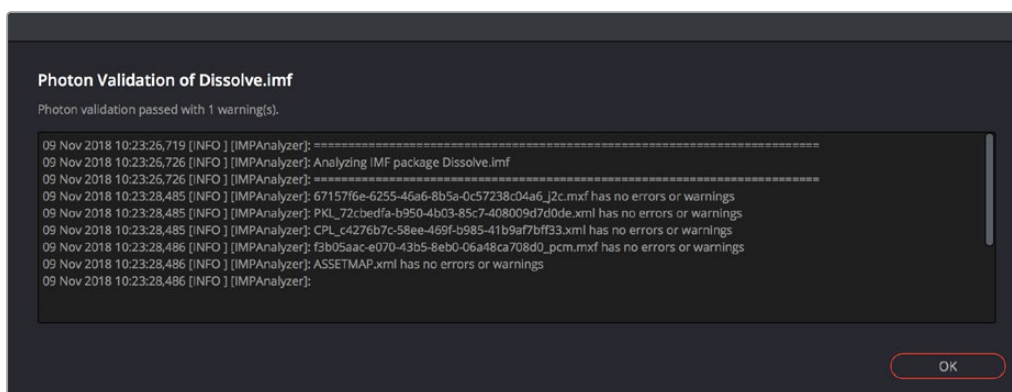 Photon Validation of Dissolve.imf
Photon validation passed with 1 warning(s).
09 Nov 2018 10:23:26,719 [INFO ] [IMPAnalyzer]: ==========================================================================
09 Nov 2018 10:23:26,726 [INFO ] [IMPAnalyzer]: Analyzing IMF package Dissolve.imf
09 Nov 2018 10:23:26,726 [INFO ] [IMPAnalyzer]: ==========================================================================
09 Nov 2018 10:23:28,485 [INFO ] [IMPAnalyzer]: 67157f6e-6255-46a6-8b5a-0c57238c04a6_j2c.mxf has no errors or warnings
09 Nov 2018 10:23:28,485 [INFO ] [IMPAnalyzer]: PKL_72cbedfa-b950-4b03-85c7-408009d7d0de.xml has no errors or warnings
09 Nov 2018 10:23:28,485 [INFO ] [IMPAnalyzer]: CPL_c4276b7c-58ee-469f-b985-41b9af7bff33.xml has no errors or warnings
09 Nov 2018 10:23:28,486 [INFO ] [IMPAnalyzer]: f3b05aac-e070-43b5-8eb0-06a48ca708d0_pcm.mxf has no errors or warnings
09 Nov 2018 10:23:28,486 [INFO ] [IMPAnalyzer]: ASSETMAP.xml has no errors or warnings
09 Nov 2018 10:23:28,486 [INFO ] [IMPAnalyzer]:
OK